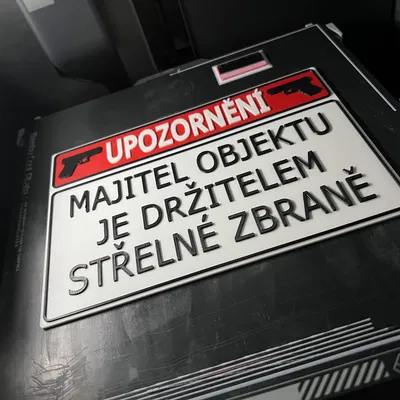 UPOZORNĚNÍ
MAJITEL OBJEKTU
JE DRŽITELEM
STŘELNÉ ZBRANĚ